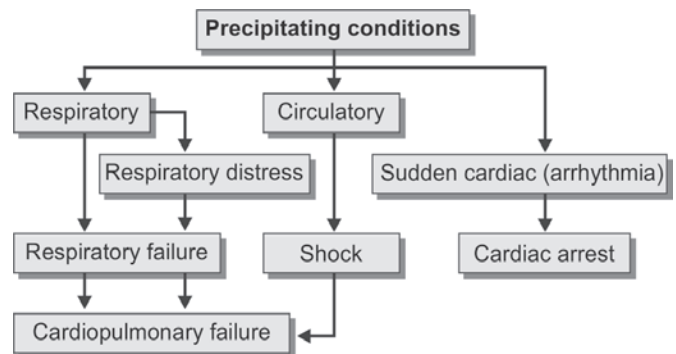 Precipitating conditions
Respiratory
Circulatory
Respiratory distress
Sudden cardiac (arrhythmia)
Respiratory failure
Shock
Cardiac arrest
Cardiopulmonary failure